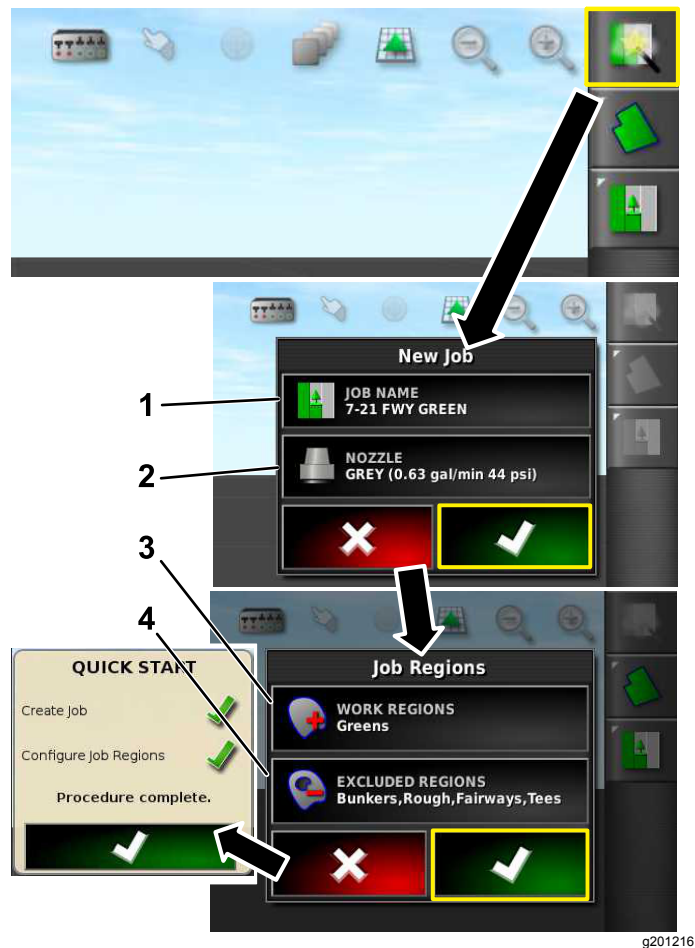 New Job
1
JOB NAME
7-21 FWY GREEN
2
NOZZLE
GREY (0.63 gal/min 44 psi)
3
4
Job Regions
WORK REGIONS
Greens
EXCLUDED REGIONS
Bunkers,Rough,Fairways,Tees
QUICK START
Create Job
Configure Job Regions
Procedure complete.
g201216